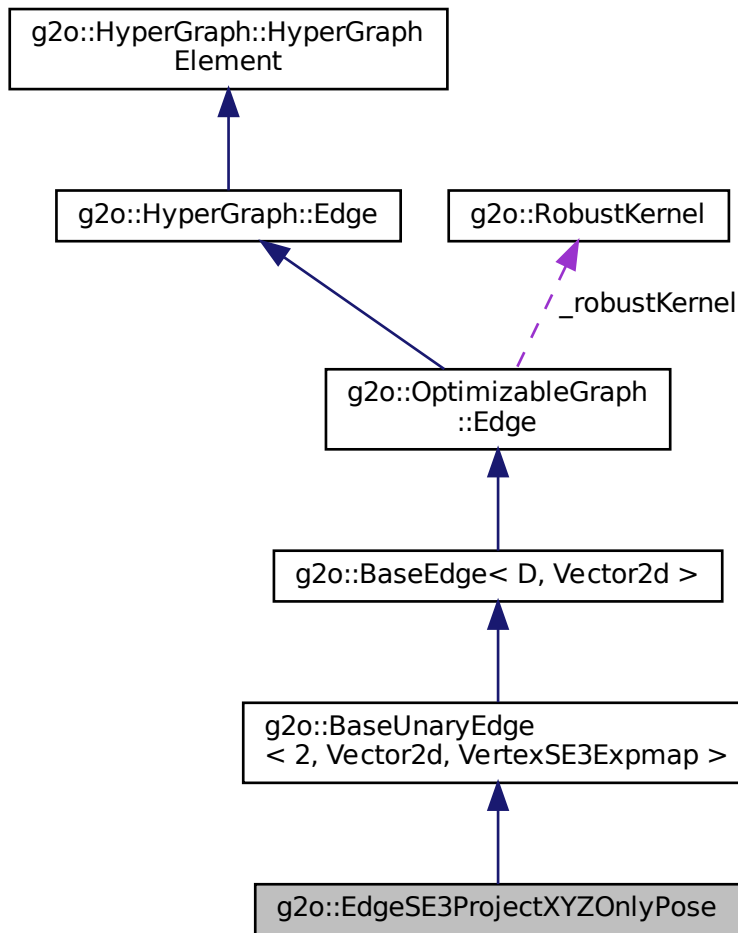 g2o::HyperGraph::HyperGraph
Element
g2o::HyperGraph::Edge
g2o::RobustKernel
_robustKernel
g2o::OptimizableGraph
::Edge
g2o::BaseEdge< D, Vector2d >
g2o::BaseUnaryEdge
< 2, Vector2d, VertexSE3Expmap >
g2o::EdgeSE3ProjectXYZOnlyPose